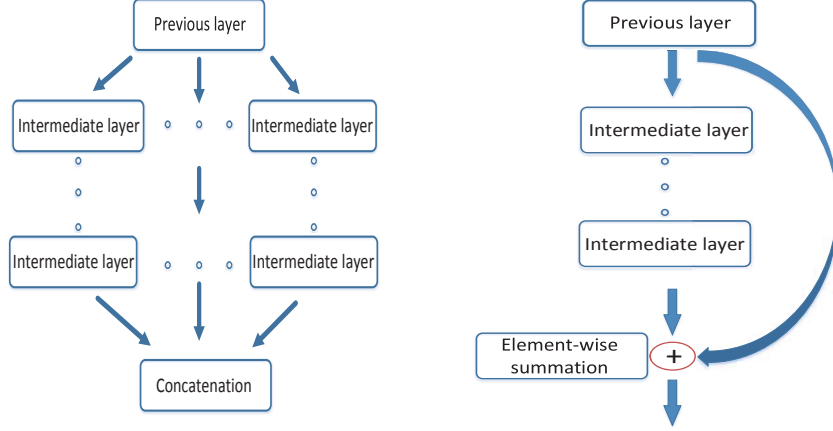 Previous layer
Intermediate layer
Intermediate layer
Intermediate layer
Intermediate layer
Concatenation
Previous layer
Intermediate layer
Intermediate layer
Element-wise
summation
+